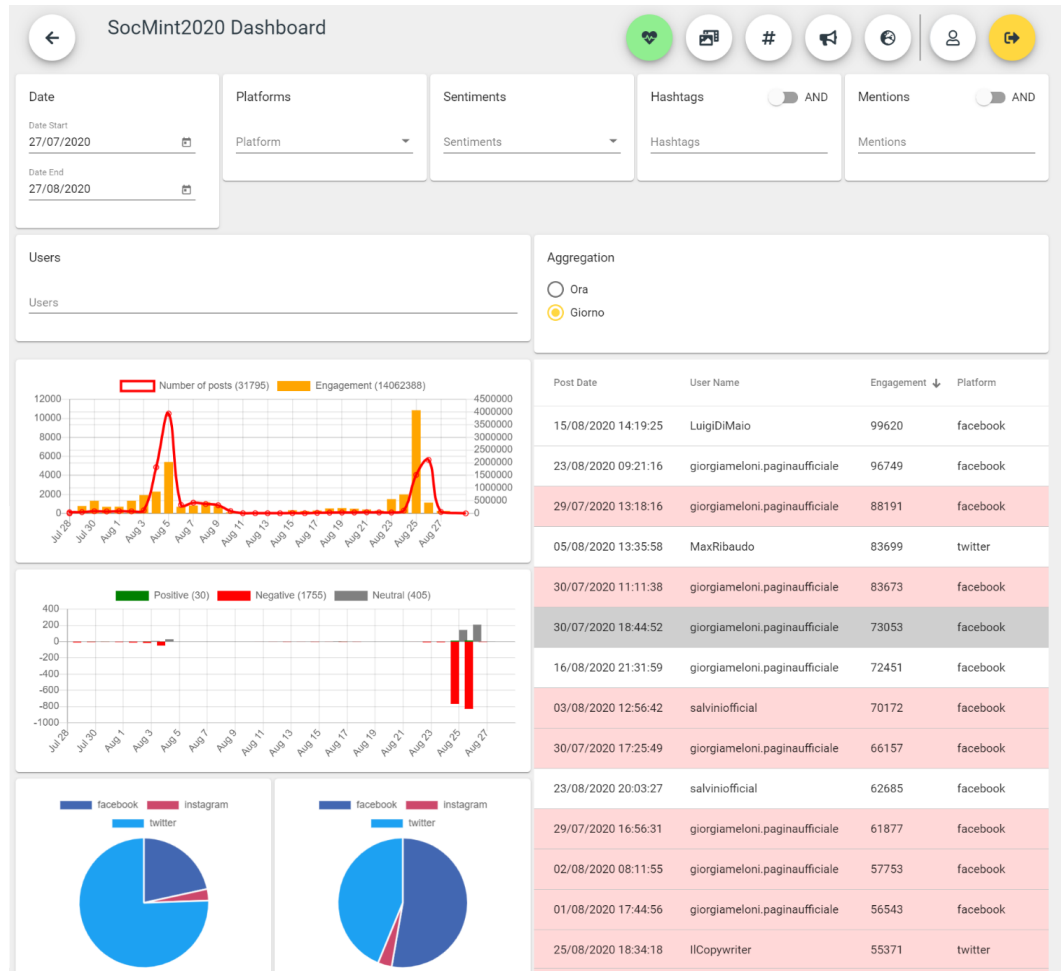 SocMint2020 Dashboard
#
Date
Date Start
27/07/2020
Date End
27/08/2020
Platforms
Platform
Sentiments
Sentiments
Hashtags AND
Hashtags
Mentions AND
Mentions
Users
Users
Aggregation
Ora
Giorno
Number of posts (31795) Engagement (14062388)
12000
10000
8000
6000
4000
2000
0
4500000
4000000
3500000
3000000
2500000
2000000
1500000
1000000
500000
0
Jul 28 Jul 30 Aug 1 Aug 3 Aug 5 Aug 7 Aug 9 Aug 11 Aug 13 Aug 15 Aug 17 Aug 19 Aug 21 Aug 23 Aug 25 Aug 27
Positive (30) Negative (1755) Neutral (405)
400
200
0
-200
-400
-600
-800
-1000
Jul 28 Jul 30 Aug 1 Aug 3 Aug 5 Aug 7 Aug 9 Aug 11 Aug 13 Aug 15 Aug 17 Aug 19 Aug 21 Aug 23 Aug 25 Aug 27
facebook instagram
twitter
facebook instagram
twitter
Post Date User Name Engagement Platform
15/08/2020 14:19:25 LuigiDiMaio 99620 facebook
23/08/2020 09:21:16 giorgiameloni.paginaufficiale 96749 facebook
29/07/2020 13:18:16 giorgiameloni.paginaufficiale 88191 facebook
05/08/2020 13:35:58 MaxRibaudo 83699 twitter
30/07/2020 11:11:38 giorgiameloni.paginaufficiale 83673 facebook
30/07/2020 18:44:52 giorgiameloni.paginaufficiale 73053 facebook
16/08/2020 21:31:59 giorgiameloni.paginaufficiale 72451 facebook
03/08/2020 12:56:42 salviniofficial 70172 facebook
30/07/2020 17:25:49 giorgiameloni.paginaufficiale 66157 facebook
23/08/2020 20:03:27 salviniofficial 62685 facebook
29/07/2020 16:56:31 giorgiameloni.paginaufficiale 61877 facebook
02/08/2020 08:11:55 giorgiameloni.paginaufficiale 57753 facebook
01/08/2020 17:44:56 giorgiameloni.paginaufficiale 56543 facebook
25/08/2020 18:34:18 IlCopywriter 55371 twitter